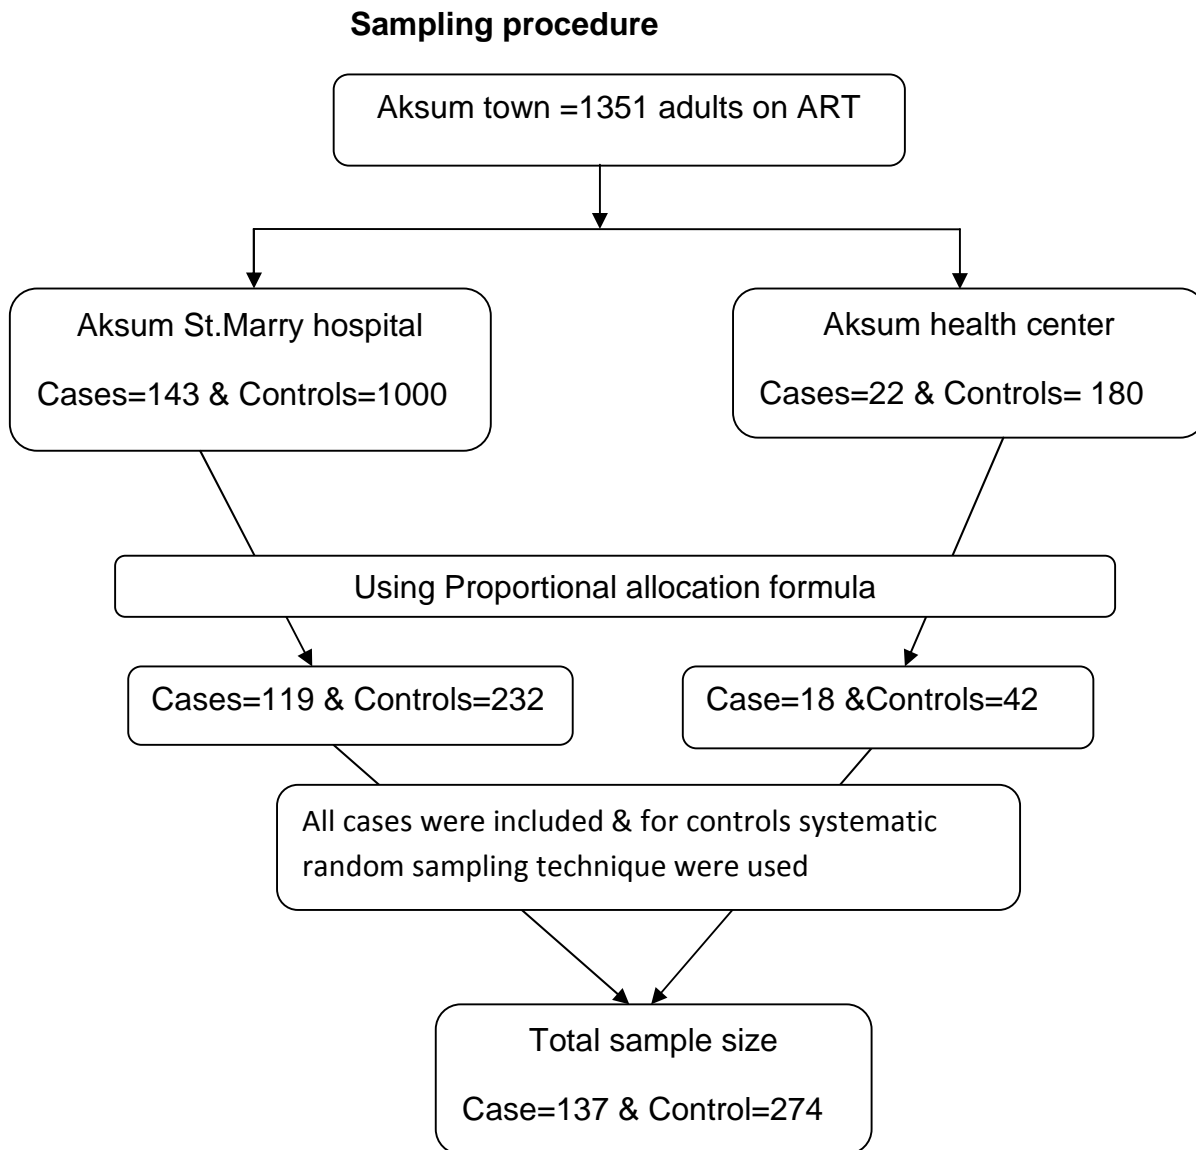 Sampling procedure
Aksum town =1351 adults on ART
Aksum St.Marry hospital
Cases=143 & Controls=1000
Aksum health center
Cases=22 & Controls= 180
Using Proportional allocation formula
Cases=119 & Controls=232
Case=18 &Controls=42
All cases were included & for controls systematic
random sampling technique were used
Total sample size
Case=137 & Control=274